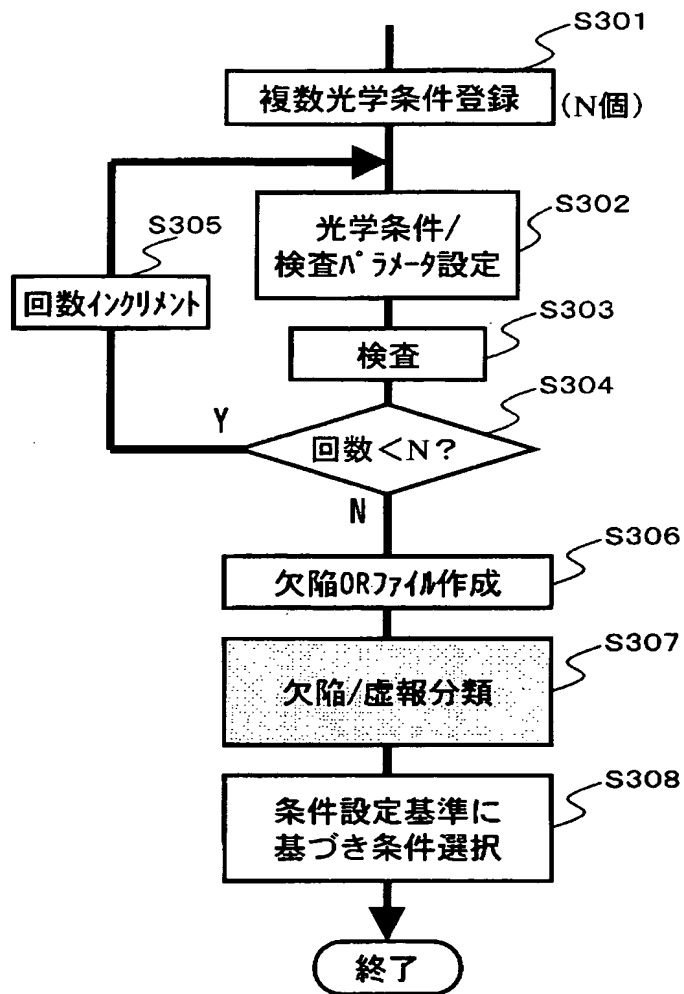 S301
複数光学条件登録
(N個)
S302
光学条件/
検査ﾊﾟﾗﾒｰﾀ設定
S305
回数ｲﾝｸﾘﾒﾝﾄ
S303
検査
S304
Y
回数<N?
N
S306
欠陥ORﾌｧｲﾙ作成
S307
欠陥/虚報分類
S308
条件設定基準に
基づき条件選択
終了